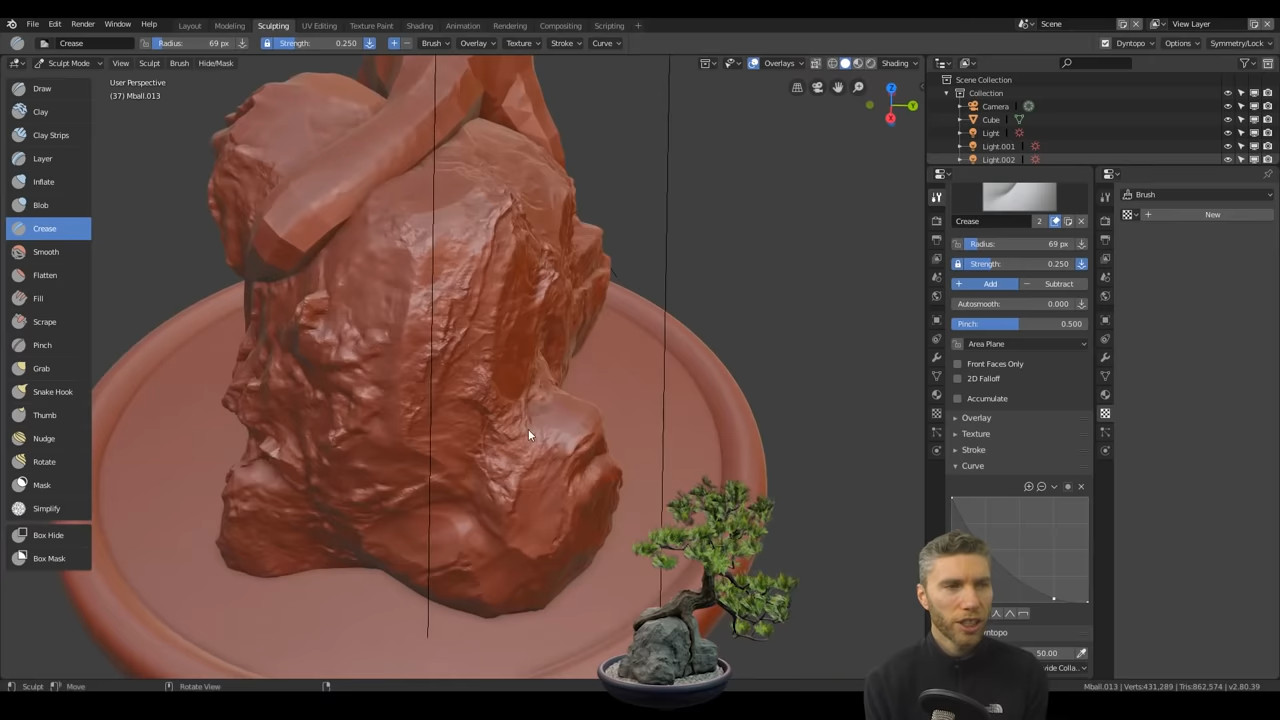 File Edit Render Window Help Layout Modeling Sculpting UV Editing Texture Paint Shading Animation Compositing Rendering Scripting + Scene View Layer
Crease Radius: 69 px Strength: 0.250 + − Brush Overlay Texture Stroke Curve Dyntopo Options Symmetry/Lock
Sculpt Mode View Sculpt Brush Hide/Mask Overlays Shading
User Perspective
(37) Mball.013
Draw
Clay
Clay Strips
Layer
Inflate
Blob
Crease
Smooth
Flatten
Fill
Scrape
Pinch
Grab
Snake Hook
Thumb
Nudge
Rotate
Mask
Simplify
Box Hide
Box Mask
Z
Y
X
Scene Collection
Collection
Camera
Cube
Light
Light.001
Light.002
Crease 2
Radius: 69 px
Strength: 0.250
+ Add − Subtract
Autosmooth: 0.000
Pinch: 0.500
Area Plane
Front Faces Only
2D Falloff
Accumulate
Overlay
Texture
Stroke
Curve
yntopo
50.00
vide Colla..
Brush
+ New
Sculpt Move Rotate View
Mball.013 | Verts:431,289 | Tris:862,574 | v2.80.39